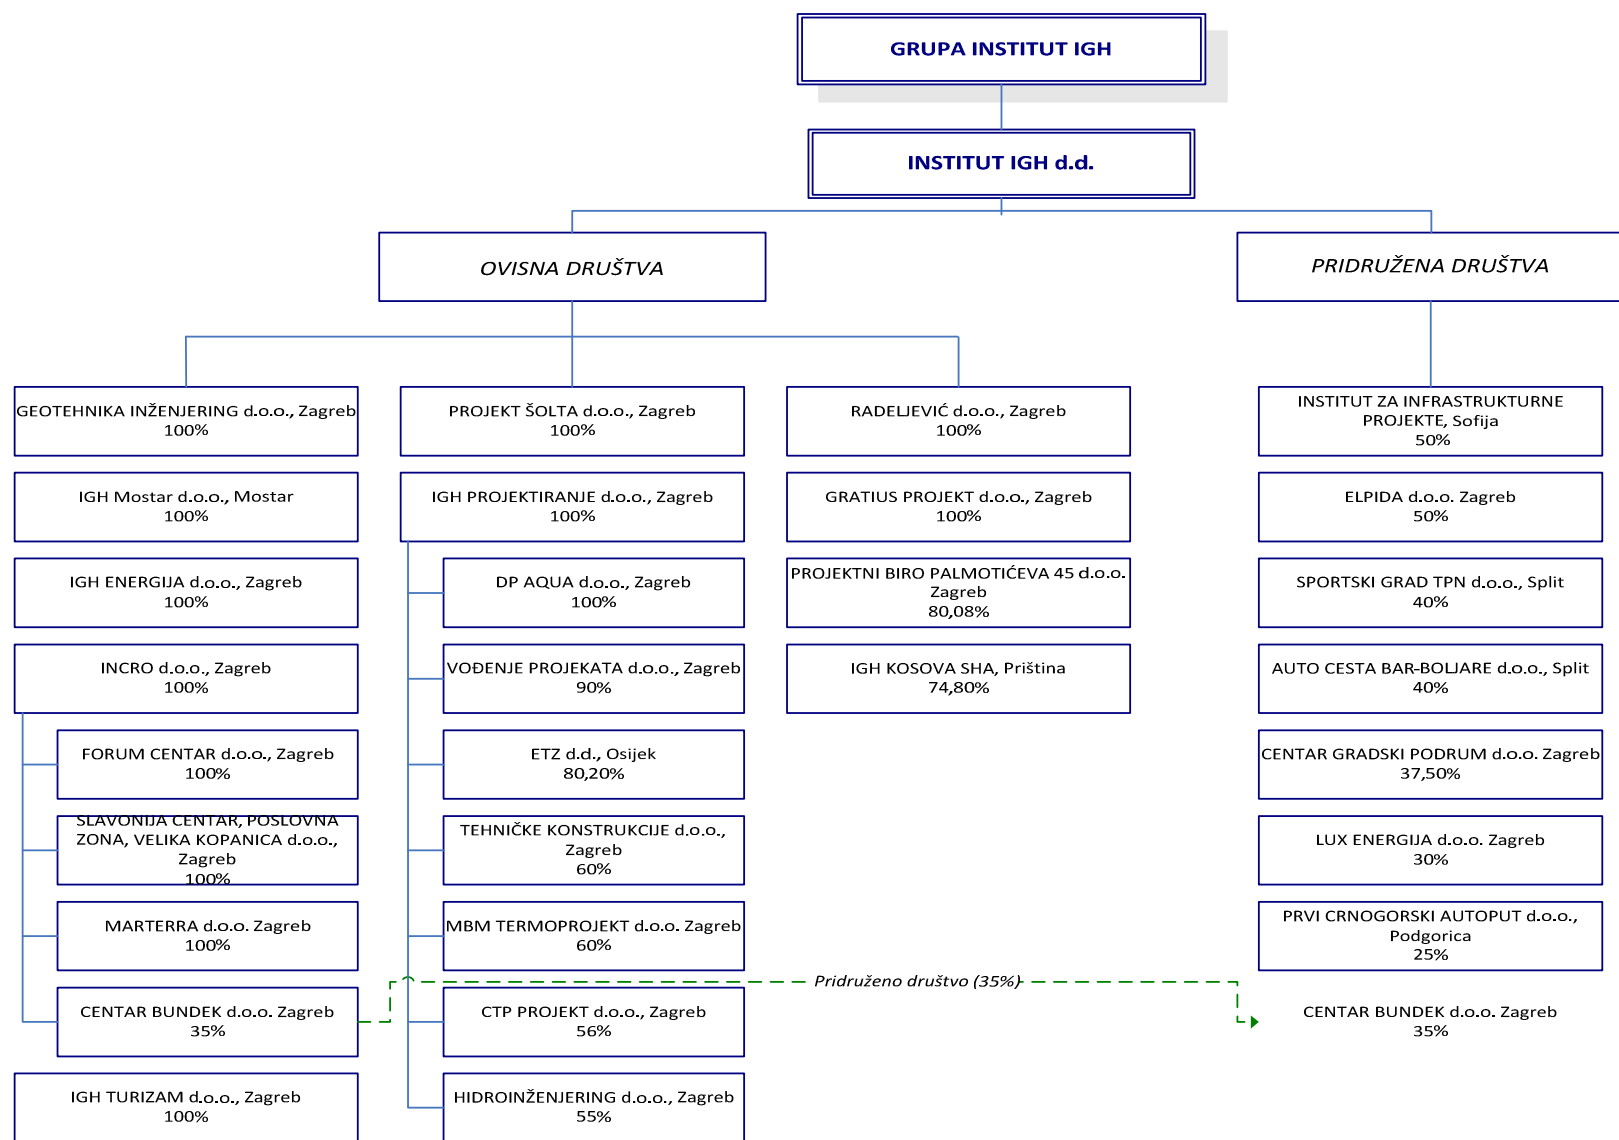 GRUPA INSTITUT IGH
INSTITUT IGH d.d.
OVISNA DRUŠTVA
PRIDRUŽENA DRUŠTVA
GEOTEHNIKA INŽENJERING d.o.o., Zagreb
100%
IGH Mostar d.o.o., Mostar
100%
IGH ENERGIJA d.o.o., Zagreb
100%
INCRO d.o.o., Zagreb
100%
FORUM CENTAR d.o.o., Zagreb
100%
SLAVONIJA CENTAR, POSLOVNA
ZONA, VELIKA KOPANICA d.o.o.,
Zagreb
100%
MARTERRA d.o.o. Zagreb
100%
CENTAR BUNDEK d.o.o. Zagreb
35%
IGH TURIZAM d.o.o., Zagreb
100%
PROJEKT ŠOLTA d.o.o., Zagreb
100%
IGH PROJEKTIRANJE d.o.o., Zagreb
100%
DP AQUA d.o.o., Zagreb
100%
VOĐENJE PROJEKATA d.o.o., Zagreb
90%
ETZ d.d., Osijek
80,20%
TEHNIČKE KONSTRUKCIJE d.o.o.,
Zagreb
60%
MBM TERMOPROJEKT d.o.o. Zagreb
60%
CTP PROJEKT d.o.o., Zagreb
56%
HIDROINŽENJERING d.o.o., Zagreb
55%
RADELJEVIĆ d.o.o., Zagreb
100%
GRATIUS PROJEKT d.o.o., Zagreb
100%
PROJEKTNI BIRO PALMOTIĆEVA 45 d.o.o.
Zagreb
80,08%
IGH KOSOVA SHA, Priština
74,80%
Pridruženo društvo (35%)
INSTITUT ZA INFRASTRUKTURNE
PROJEKTE, Sofija
50%
ELPIDA d.o.o. Zagreb
50%
SPORTSKI GRAD TPN d.o.o., Split
40%
AUTO CESTA BAR-BOLJARE d.o.o., Split
40%
CENTAR GRADSKI PODRUM d.o.o. Zagreb
37,50%
LUX ENERGIJA d.o.o. Zagreb
30%
PRVI CRNOGORSKI AUTOPUT d.o.o.,
Podgorica
25%
CENTAR BUNDEK d.o.o. Zagreb
35%